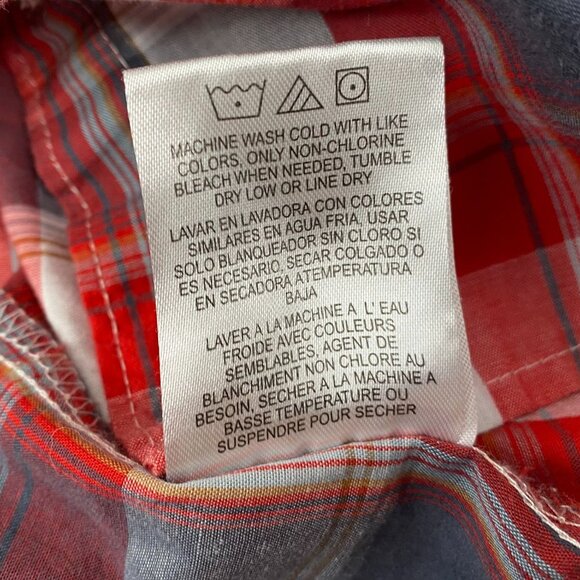 MACHINE WASH COLD WITH LIKE
COLORS, ONLY NON-CHLORINE
BLEACH WHEN NEEDED, TUMBLE
DRY LOW OR LINE DRY
LAVAR EN LAVADORA CON COLORES
SIMILARES EN AGUA FRIA. USAR
SOLO BLANQUEADOR SIN CLORO SI
ES NECESARIO, SECAR COLGADO O
EN SECADORA ATEMPERATURA
BAJA
LAVER A LA MACHINE A L' EAU
FROIDE AVEC COULEURS
SEMBLABLES, AGENT DE
BLANCHIMENT NON CHLORE AU
BESOIN, SECHER A LA MACHINE A
BASSE TEMPERATURE OU
SUSPENDRE POUR SECHER